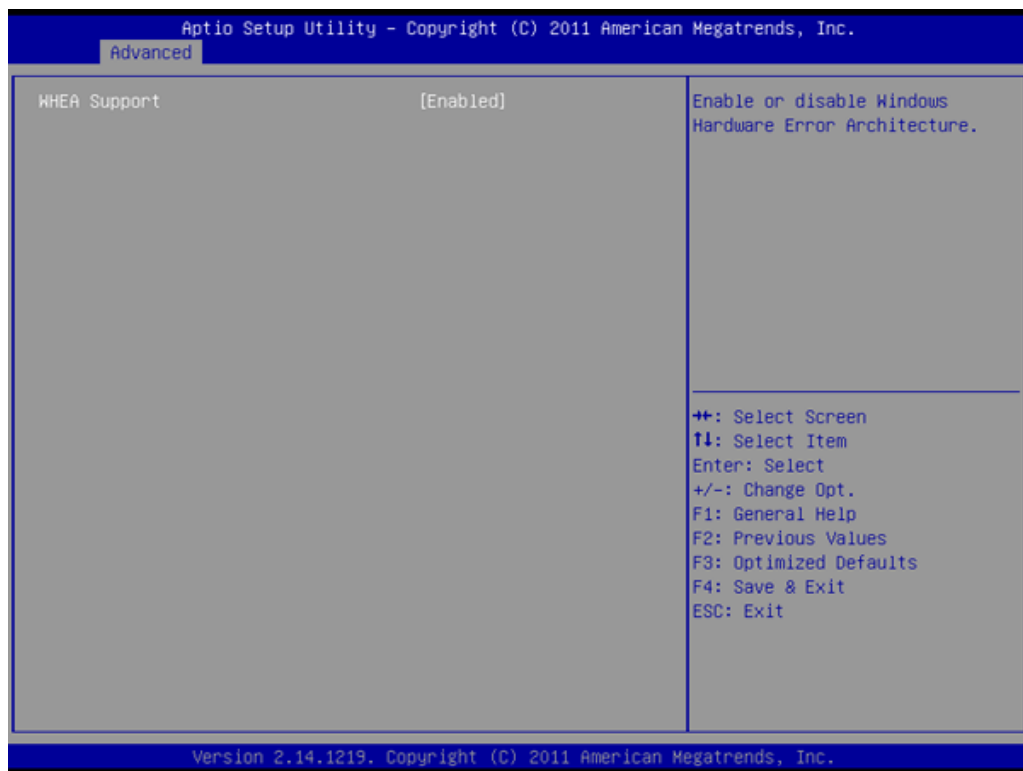 Aptio Setup Utility – Copyright (C) 2011 American Megatrends, Inc.
Advanced
WHEA Support [Enabled]
Enable or disable Windows
Hardware Error Architecture.
→←: Select Screen
↑↓: Select Item
Enter: Select
+/-: Change Opt.
F1: General Help
F2: Previous Values
F3: Optimized Defaults
F4: Save & Exit
ESC: Exit
Version 2.14.1219. Copyright (C) 2011 American Megatrends, Inc.